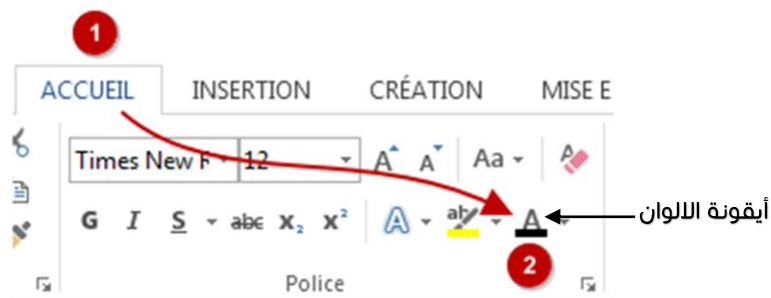 1
ACCUEIL INSERTION CRÉATION MISE E
Times New F 12 A A Aa A
G I S abc X₂ X² A ab A أيقونة الالوان
2
Police